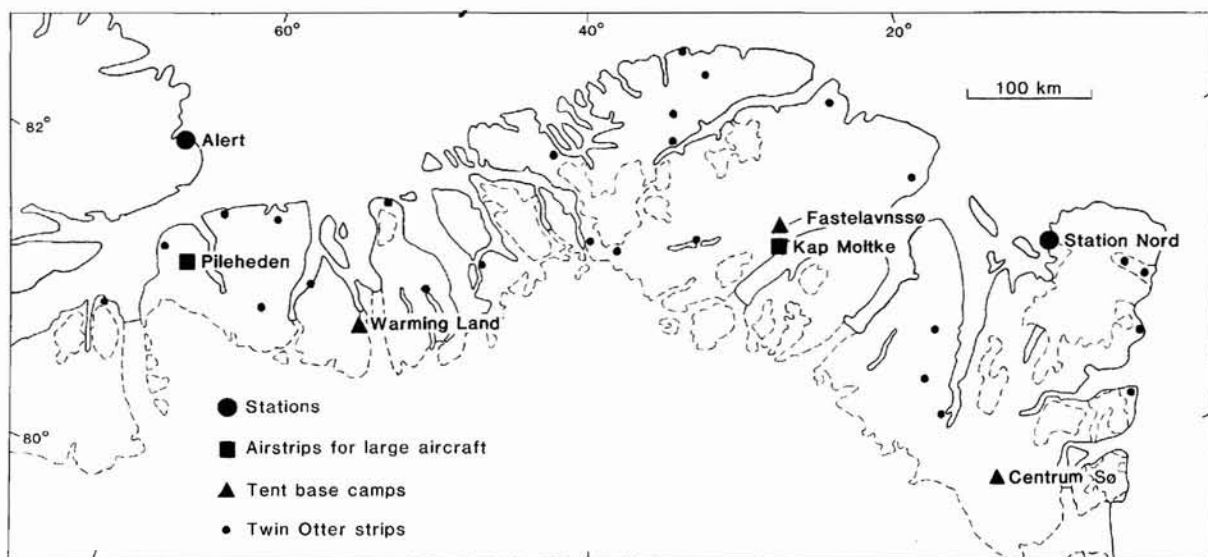 60° 40° 20°
100 km
82°
Alert
Fastelavnssø
Station Nord
Kap Moltke
Pileheden
Warming Land
Stations
80°
Airstrips for large aircraft
Centrum Sø
Tent base camps
Twin Otter strips